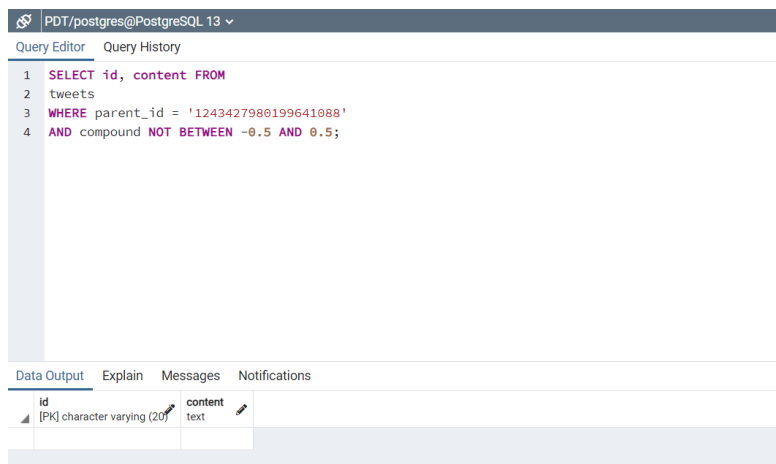 PDT/postgres@PostgreSQL 13
Query Editor Query History
1 SELECT id, content FROM
2 tweets
3 WHERE parent_id = '1243427980199641088'
4 AND compound NOT BETWEEN -0.5 AND 0.5;
Data Output Explain Messages Notifications
id content
[PK] character varying (20) text